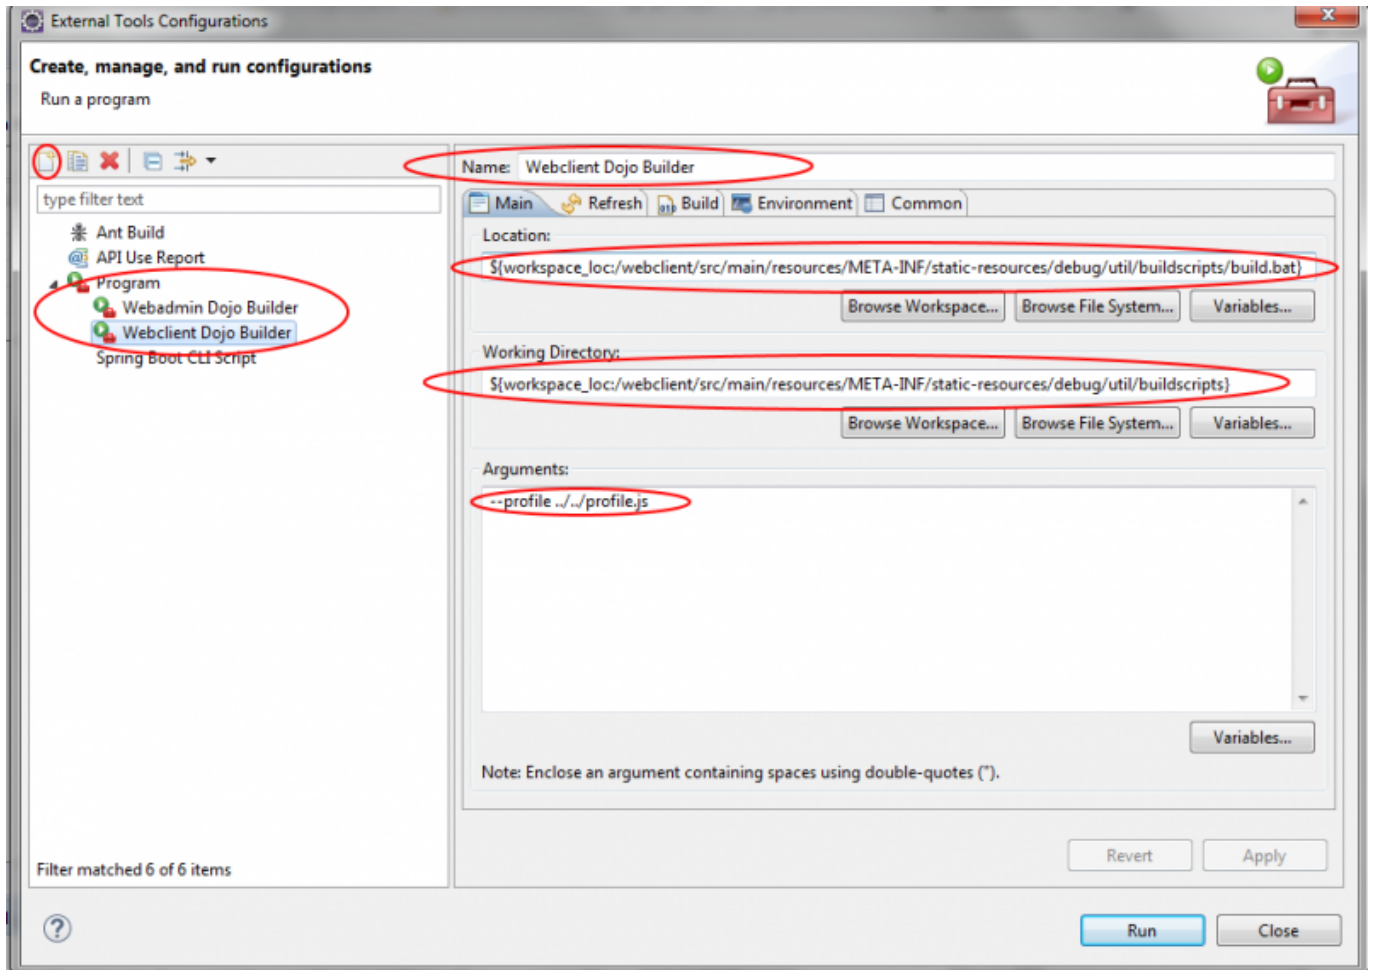 External Tools Configurations
Create, manage, and run configurations
Run a program
type filter text
Ant Build
API Use Report
Program
Webadmin Dojo Builder
Webclient Dojo Builder
Spring Boot CLI Script
Filter matched 6 of 6 items
Name: Webclient Dojo Builder
Main Refresh Build Environment Common
Location:
${workspace_loc:/webclient/src/main/resources/META-INF/static-resources/debug/util/buildscripts/build.bat}
Browse Workspace... Browse File System... Variables...
Working Directory:
${workspace_loc:/webclient/src/main/resources/META-INF/static-resources/debug/util/buildscripts}
Browse Workspace... Browse File System... Variables...
Arguments:
--profile ../../profile.js
Variables...
Note: Enclose an argument containing spaces using double-quotes (").
Revert Apply
Run Close